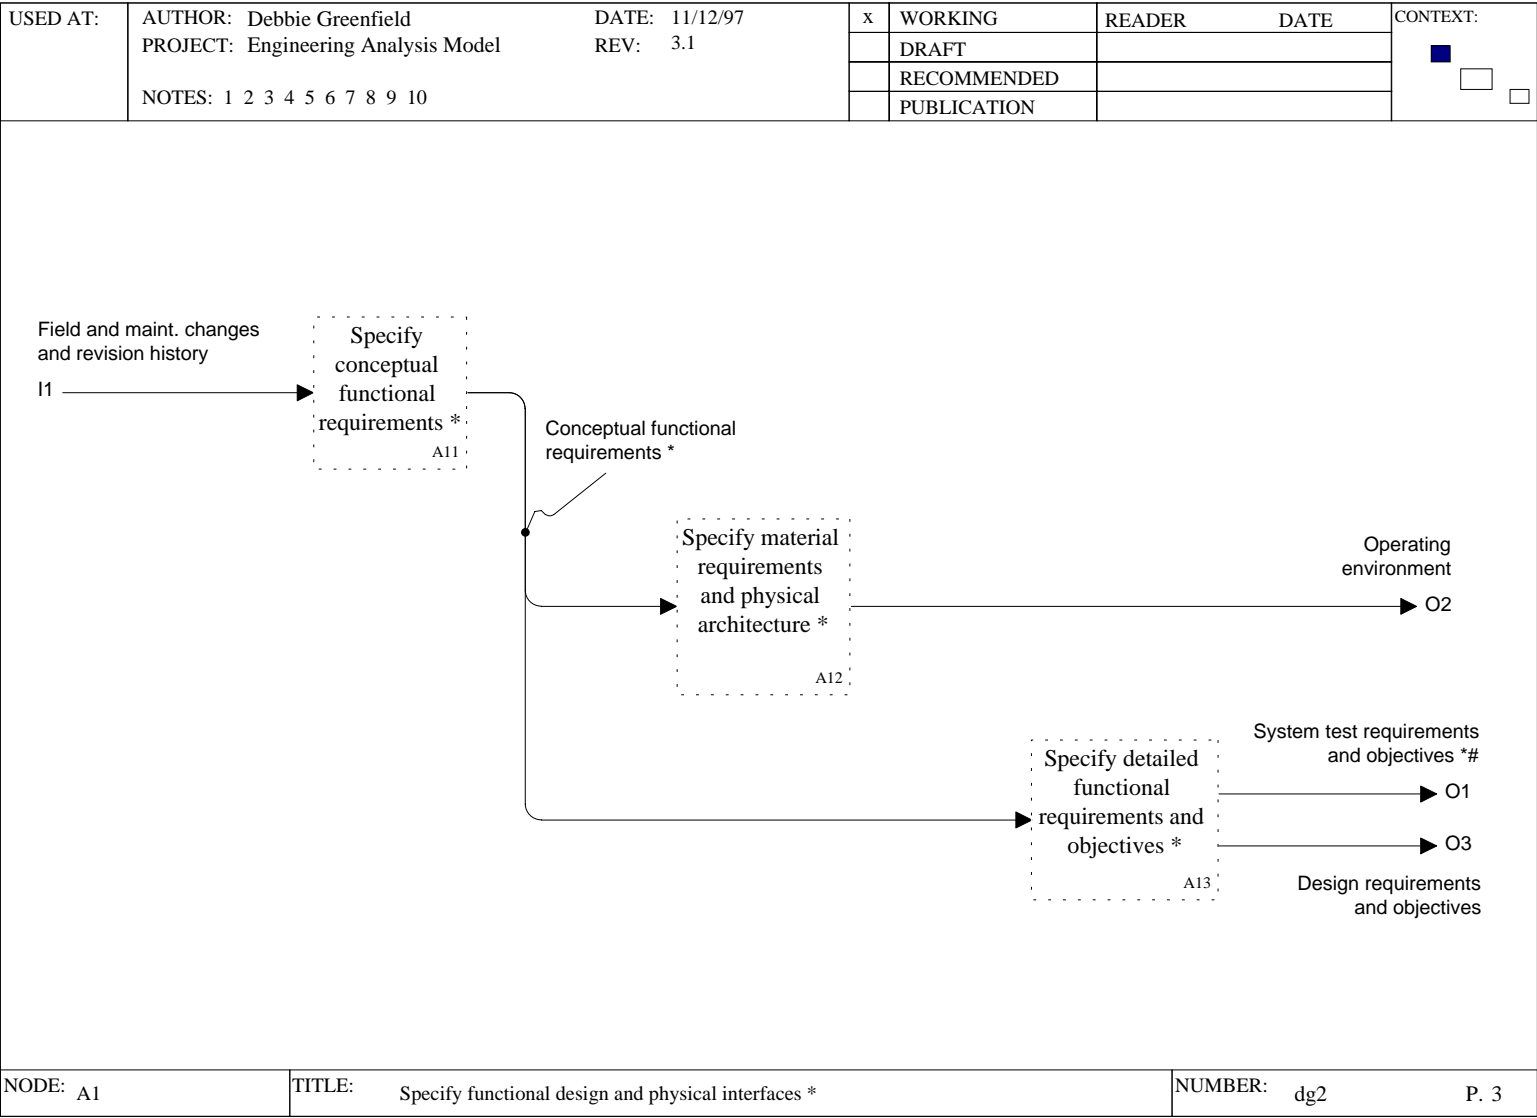 USED AT:
AUTHOR: Debbie Greenfield
DATE: 11/12/97
PROJECT: Engineering Analysis Model
REV: 3.1
NOTES: 1 2 3 4 5 6 7 8 9 10
x WORKING
DRAFT
RECOMMENDED
PUBLICATION
READER DATE
CONTEXT:
Field and maint. changes
and revision history
I1
Specify
conceptual
functional
requirements *
A11
Conceptual functional
requirements *
Specify material
requirements
and physical
architecture *
A12
Operating
environment
O2
Specify detailed
functional
requirements and
objectives *
A13
System test requirements
and objectives *#
O1
O3
Design requirements
and objectives
NODE: A1
TITLE: Specify functional design and physical interfaces *
NUMBER: dg2 P. 3